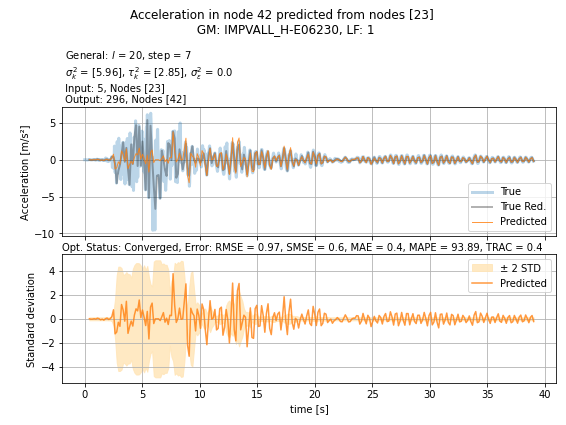 Acceleration in node 42 predicted from nodes [23]
GM: IMPVALL_H-E06230, LF: 1
General: l = 20, step = 7
σ²ₖ = [5.96], τ²ₖ = [2.85], σ²ε = 0.0
Input: 5, Nodes [23]
Output: 296, Nodes [42]
Acceleration [m/s²]
5
0
−5
−10
True
True Red.
Predicted
Opt. Status: Converged, Error: RMSE = 0.97, SMSE = 0.6, MAE = 0.4, MAPE = 93.89, TRAC = 0.4
Standard deviation
4
2
0
−2
−4
± 2 STD
Predicted
0 5 10 15 20 25 30 35 40
time [s]